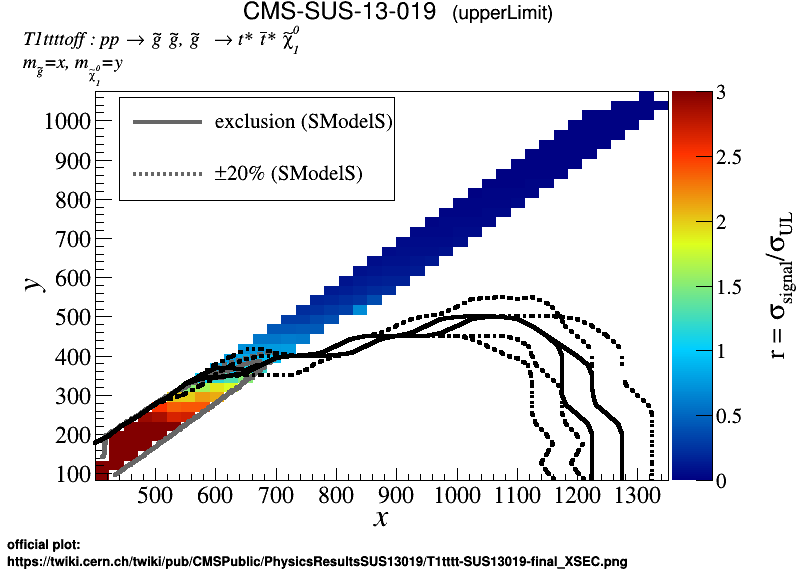 CMS-SUS-13-019 (upperLimit)
T1ttttoff : pp → g̃ g̃, g̃ → t* t̄* χ̃⁰₁
m_g̃=x, m_χ̃⁰₁=y
exclusion (SModelS)
±20% (SModelS)
y
1000
900
800
700
600
500
400
300
200
100
500 600 700 800 900 1000 1100 1200 1300
x
3
2.5
2
1.5
1
0.5
0
r = σ_signal/σ_UL
official plot:
https://twiki.cern.ch/twiki/pub/CMSPublic/PhysicsResultsSUS13019/T1tttt-SUS13019-final_XSEC.png